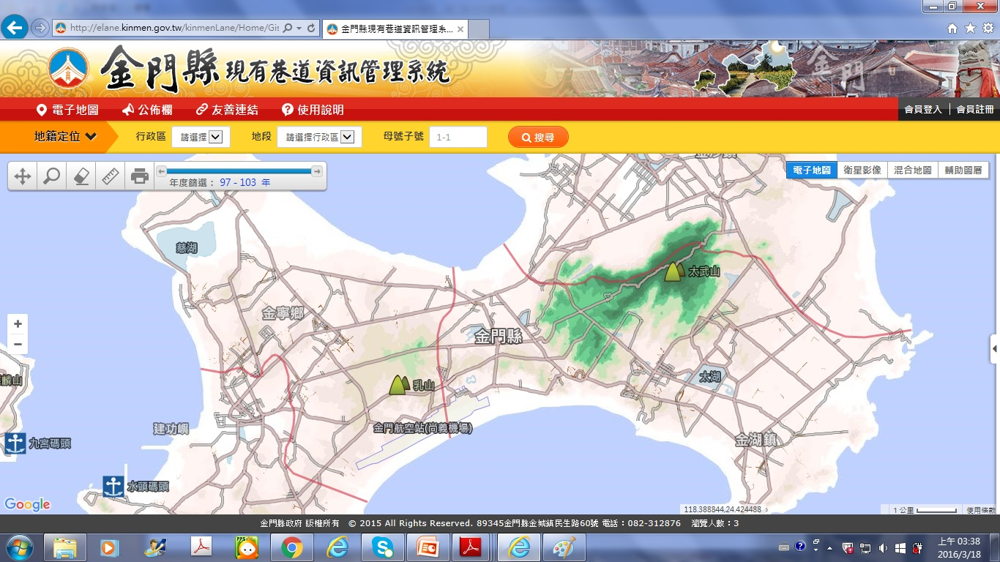 http://elane.kinmen.gov.tw/kinmenLane/Home/Gis
金門縣現有巷道資訊管理系...
金門縣 現有巷道資訊管理系統
金門
電子地圖 公佈欄 友善連結 使用說明
會員登入 | 會員註冊
地籍定位 行政區 請選擇 地段 請選擇行政區 母號子號 1-1 搜尋
年度篩選： 97 - 103 年
電子地圖 衛星影像 混合地圖 輔助圖層
慈湖
太武山
金寧鄉
金門縣
太湖
乳山
麟山
建功嶼
金門航空站(尚義機場)
金湖鎮
九宮碼頭
水頭碼頭
Google
118.388844,24.424488
1 公里
使用條款
金門縣政府 版權所有 © 2015 All Rights Reserved. 89345金門縣金城鎮民生路60號 電話：082-312876 瀏覽人數：3
PPS
上午 03:38
2016/3/18